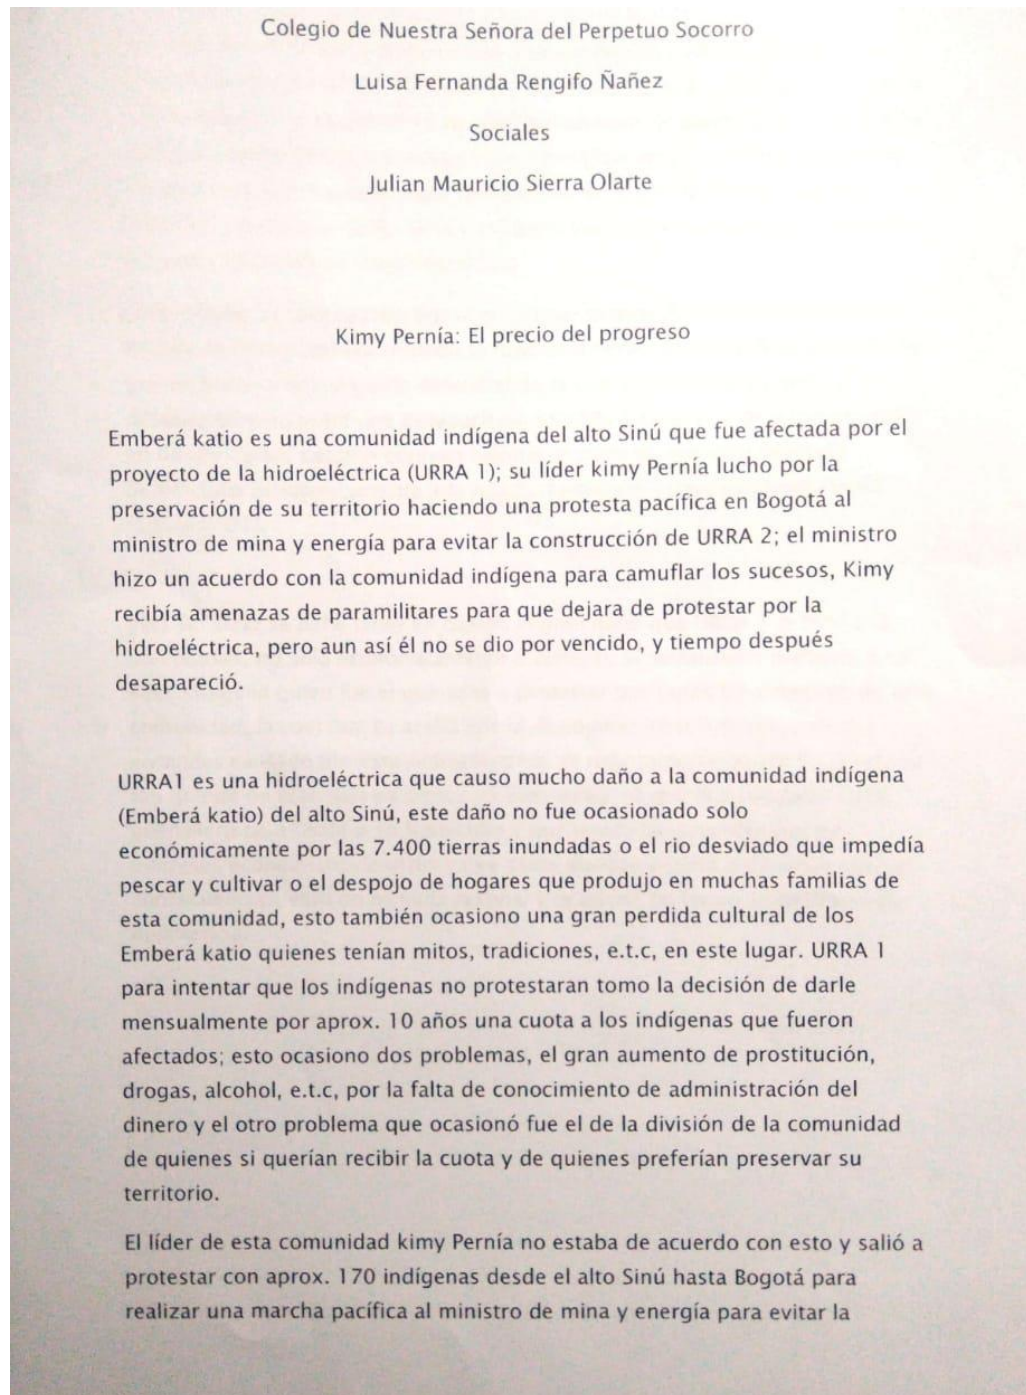 Colegio de Nuestra Señora del Perpetuo Socorro
Luisa Fernanda Rengifo Ñañez
Sociales
Julian Mauricio Sierra Olarte
Kimy Pernía: El precio del progreso
Emberá katio es una comunidad indígena del alto Sinú que fue afectada por el
proyecto de la hidroeléctrica (URRA 1); su líder kimy Pernía lucho por la
preservación de su territorio haciendo una protesta pacífica en Bogotá al
ministro de mina y energía para evitar la construcción de URRA 2; el ministro
hizo un acuerdo con la comunidad indígena para camuflar los sucesos, Kimy
recibía amenazas de paramilitares para que dejara de protestar por la
hidroeléctrica, pero aun así él no se dio por vencido, y tiempo después
desapareció.
URRA1 es una hidroeléctrica que causo mucho daño a la comunidad indígena
(Emberá katio) del alto Sinú, este daño no fue ocasionado solo
económicamente por las 7.400 tierras inundadas o el rio desviado que impedía
pescar y cultivar o el despojo de hogares que produjo en muchas familias de
esta comunidad, esto también ocasiono una gran perdida cultural de los
Emberá katio quienes tenían mitos, tradiciones, e.t.c, en este lugar. URRA 1
para intentar que los indígenas no protestaran tomo la decisión de darle
mensualmente por aprox. 10 años una cuota a los indígenas que fueron
afectados; esto ocasiono dos problemas, el gran aumento de prostitución,
drogas, alcohol, e.t.c, por la falta de conocimiento de administración del
dinero y el otro problema que ocasionó fue el de la división de la comunidad
de quienes si querían recibir la cuota y de quienes preferían preservar su
territorio.
El líder de esta comunidad kimy Pernía no estaba de acuerdo con esto y salió a
protestar con aprox. 170 indígenas desde el alto Sinú hasta Bogotá para
realizar una marcha pacífica al ministro de mina y energía para evitar la